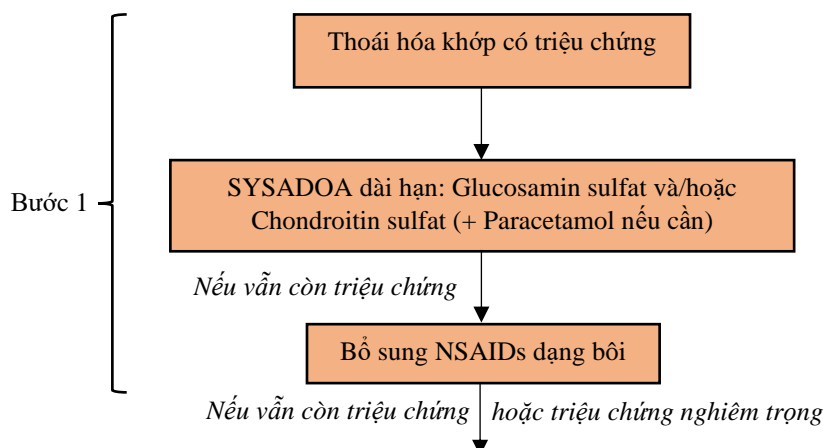 Thoái hóa khớp có triệu chứng
Bước 1
SYSADOA dài hạn: Glucosamin sulfat và/hoặc
Chondroitin sulfat (+ Paracetamol nếu cần)
Nếu vẫn còn triệu chứng
Bổ sung NSAIDs dạng bôi
Nếu vẫn còn triệu chứng hoặc triệu chứng nghiêm trọng